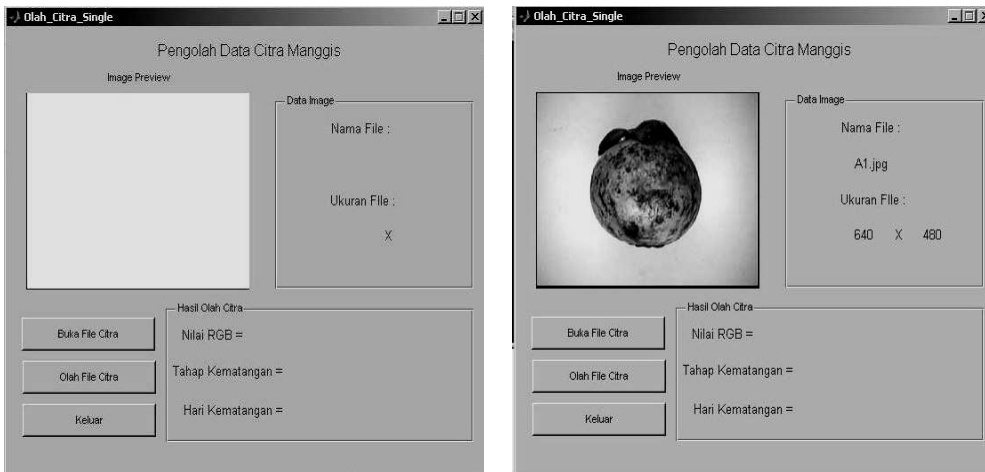 Olah_Citra_Single
Pengolah Data Citra Manggis
Image Preview
Data Image
Nama File :
Ukuran FIle :
X
Buka File Citra
Olah File Citra
Keluar
Hasil Olah Citra
Nilai RGB =
Tahap Kematangan =
Hari Kematangan =
Olah_Citra_Single
Pengolah Data Citra Manggis
Image Preview
Data Image
Nama File :
A1.jpg
Ukuran FIle :
640 X 480
Buka File Citra
Olah File Citra
Keluar
Hasil Olah Citra
Nilai RGB =
Tahap Kematangan =
Hari Kematangan =